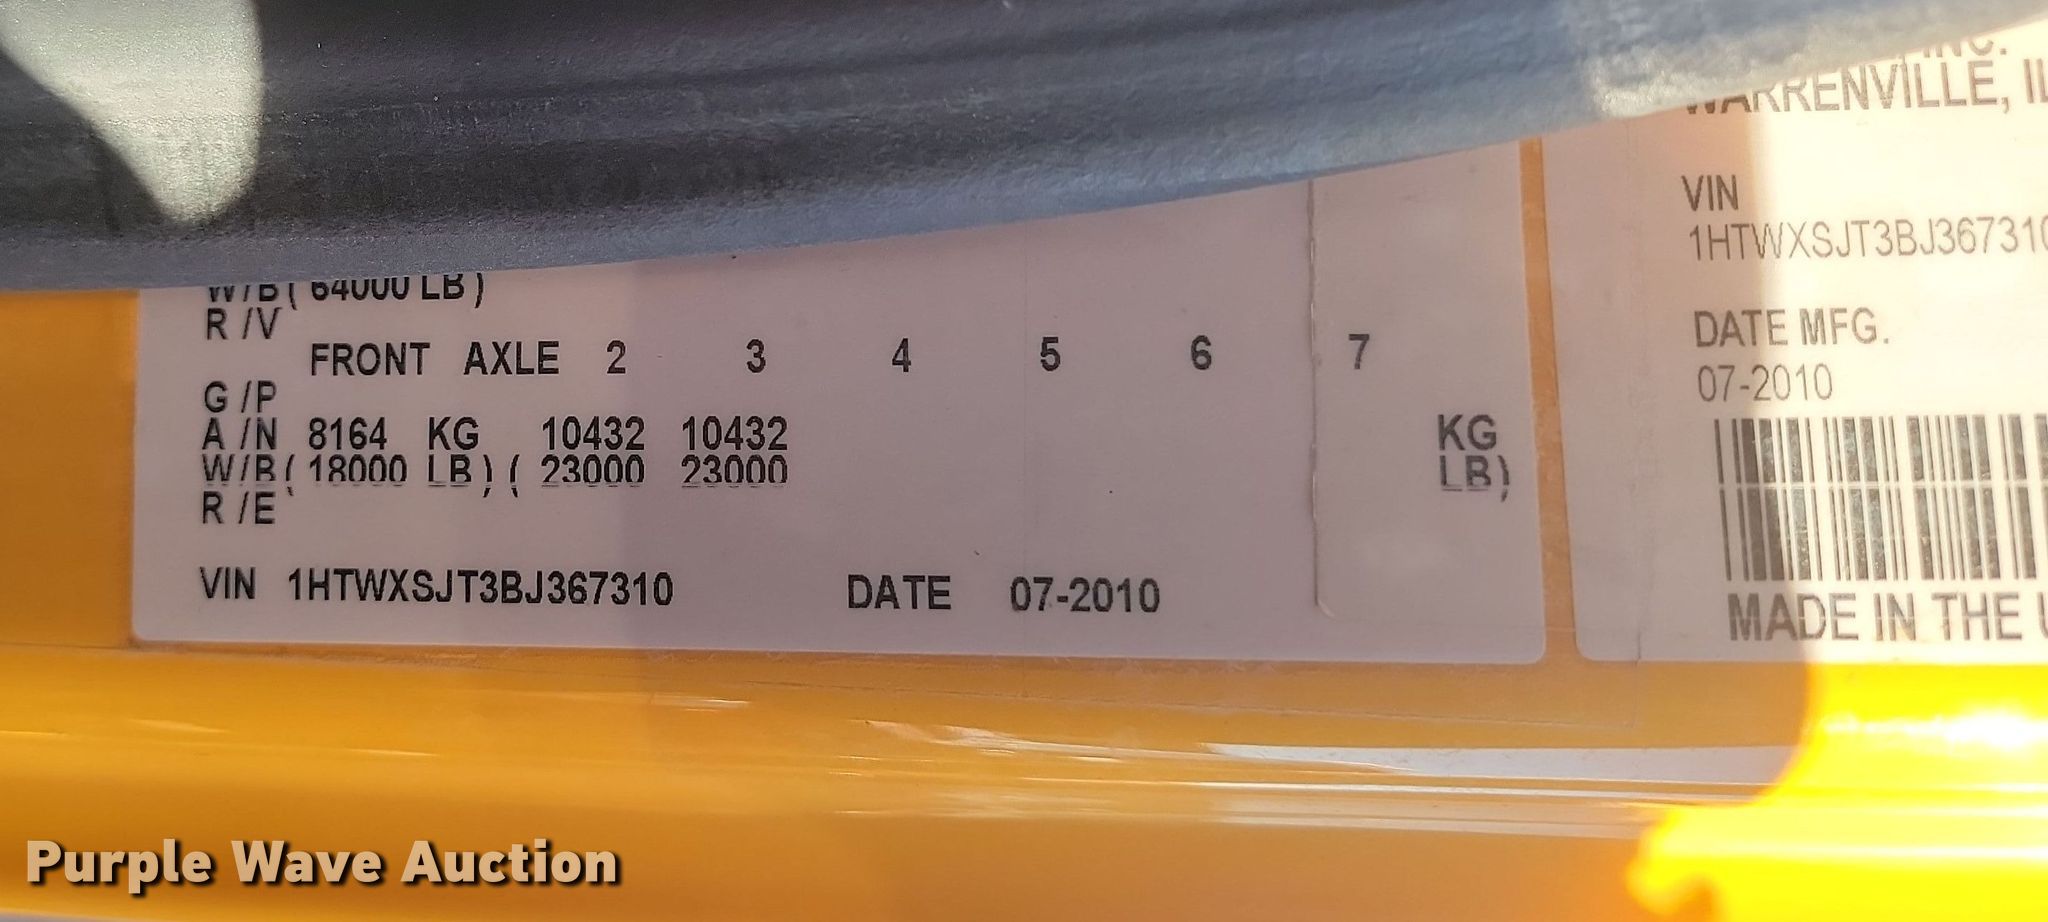 W/B( 64000 LB )
R /V
FRONT AXLE 2 3 4 5 6 7
G /P
A /N 8164 KG 10432 10432 KG
W/B( 18000 LB ) ( 23000 23000 LB)
R /E
VIN 1HTWXSJT3BJ367310 DATE 07-2010
INC.
WARRENVILLE, IL
VIN
1HTWXSJT3BJ367310
DATE MFG.
07-2010
MADE IN THE U
Purple Wave Auction